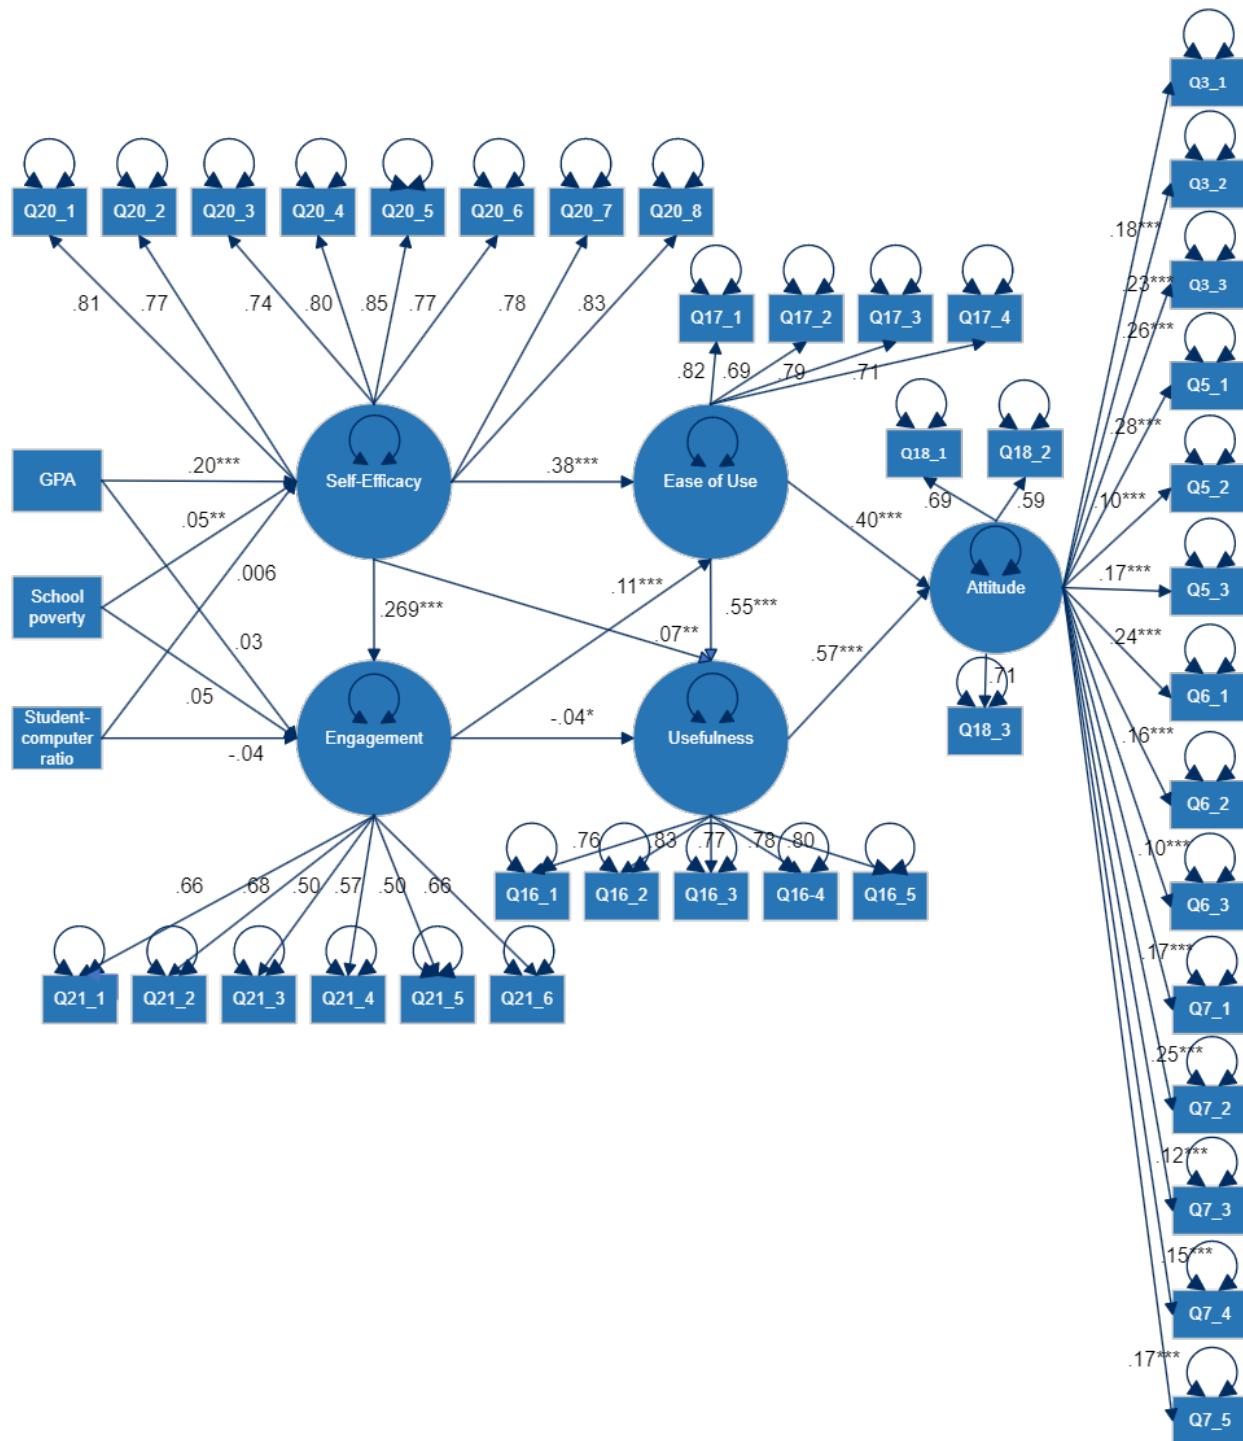 Q3_1
Q3_2
.18***
Q20_1 Q20_2 Q20_3 Q20_4 Q20_5 Q20_6 Q20_7 Q20_8
.23*** Q3_3
.81 .77 .74 .80 .85 .77 .78 .83
Q17_1 Q17_2 Q17_3 Q17_4
.26***
.82 .69 .79 .71
Q5_1
.28***
Q18_1 Q18_2
GPA
.20***
Self-Efficacy
.38***
Ease of Use
.69 .59
.10*** Q5_2
.05**
.40***
.006
.11***
School
poverty
.269***
.07**
.55***
Attitude
.17*** Q5_3
.03
.57***
.24***
.05
.71
Q6_1
Student-
computer
ratio
-.04
Engagement
-.04*
Usefulness
Q18_3
.16***
Q6_2
.76 .83 .77 .78 .80
.10***
.66 .68 .50 .57 .50 .66
Q16_1 Q16_2 Q16_3 Q16-4 Q16_5
Q6_3
.17***
Q21_1 Q21_2 Q21_3 Q21_4 Q21_5 Q21_6
Q7_1
.25***
Q7_2
.12***
Q7_3
.15***
Q7_4
.17***
Q7_5